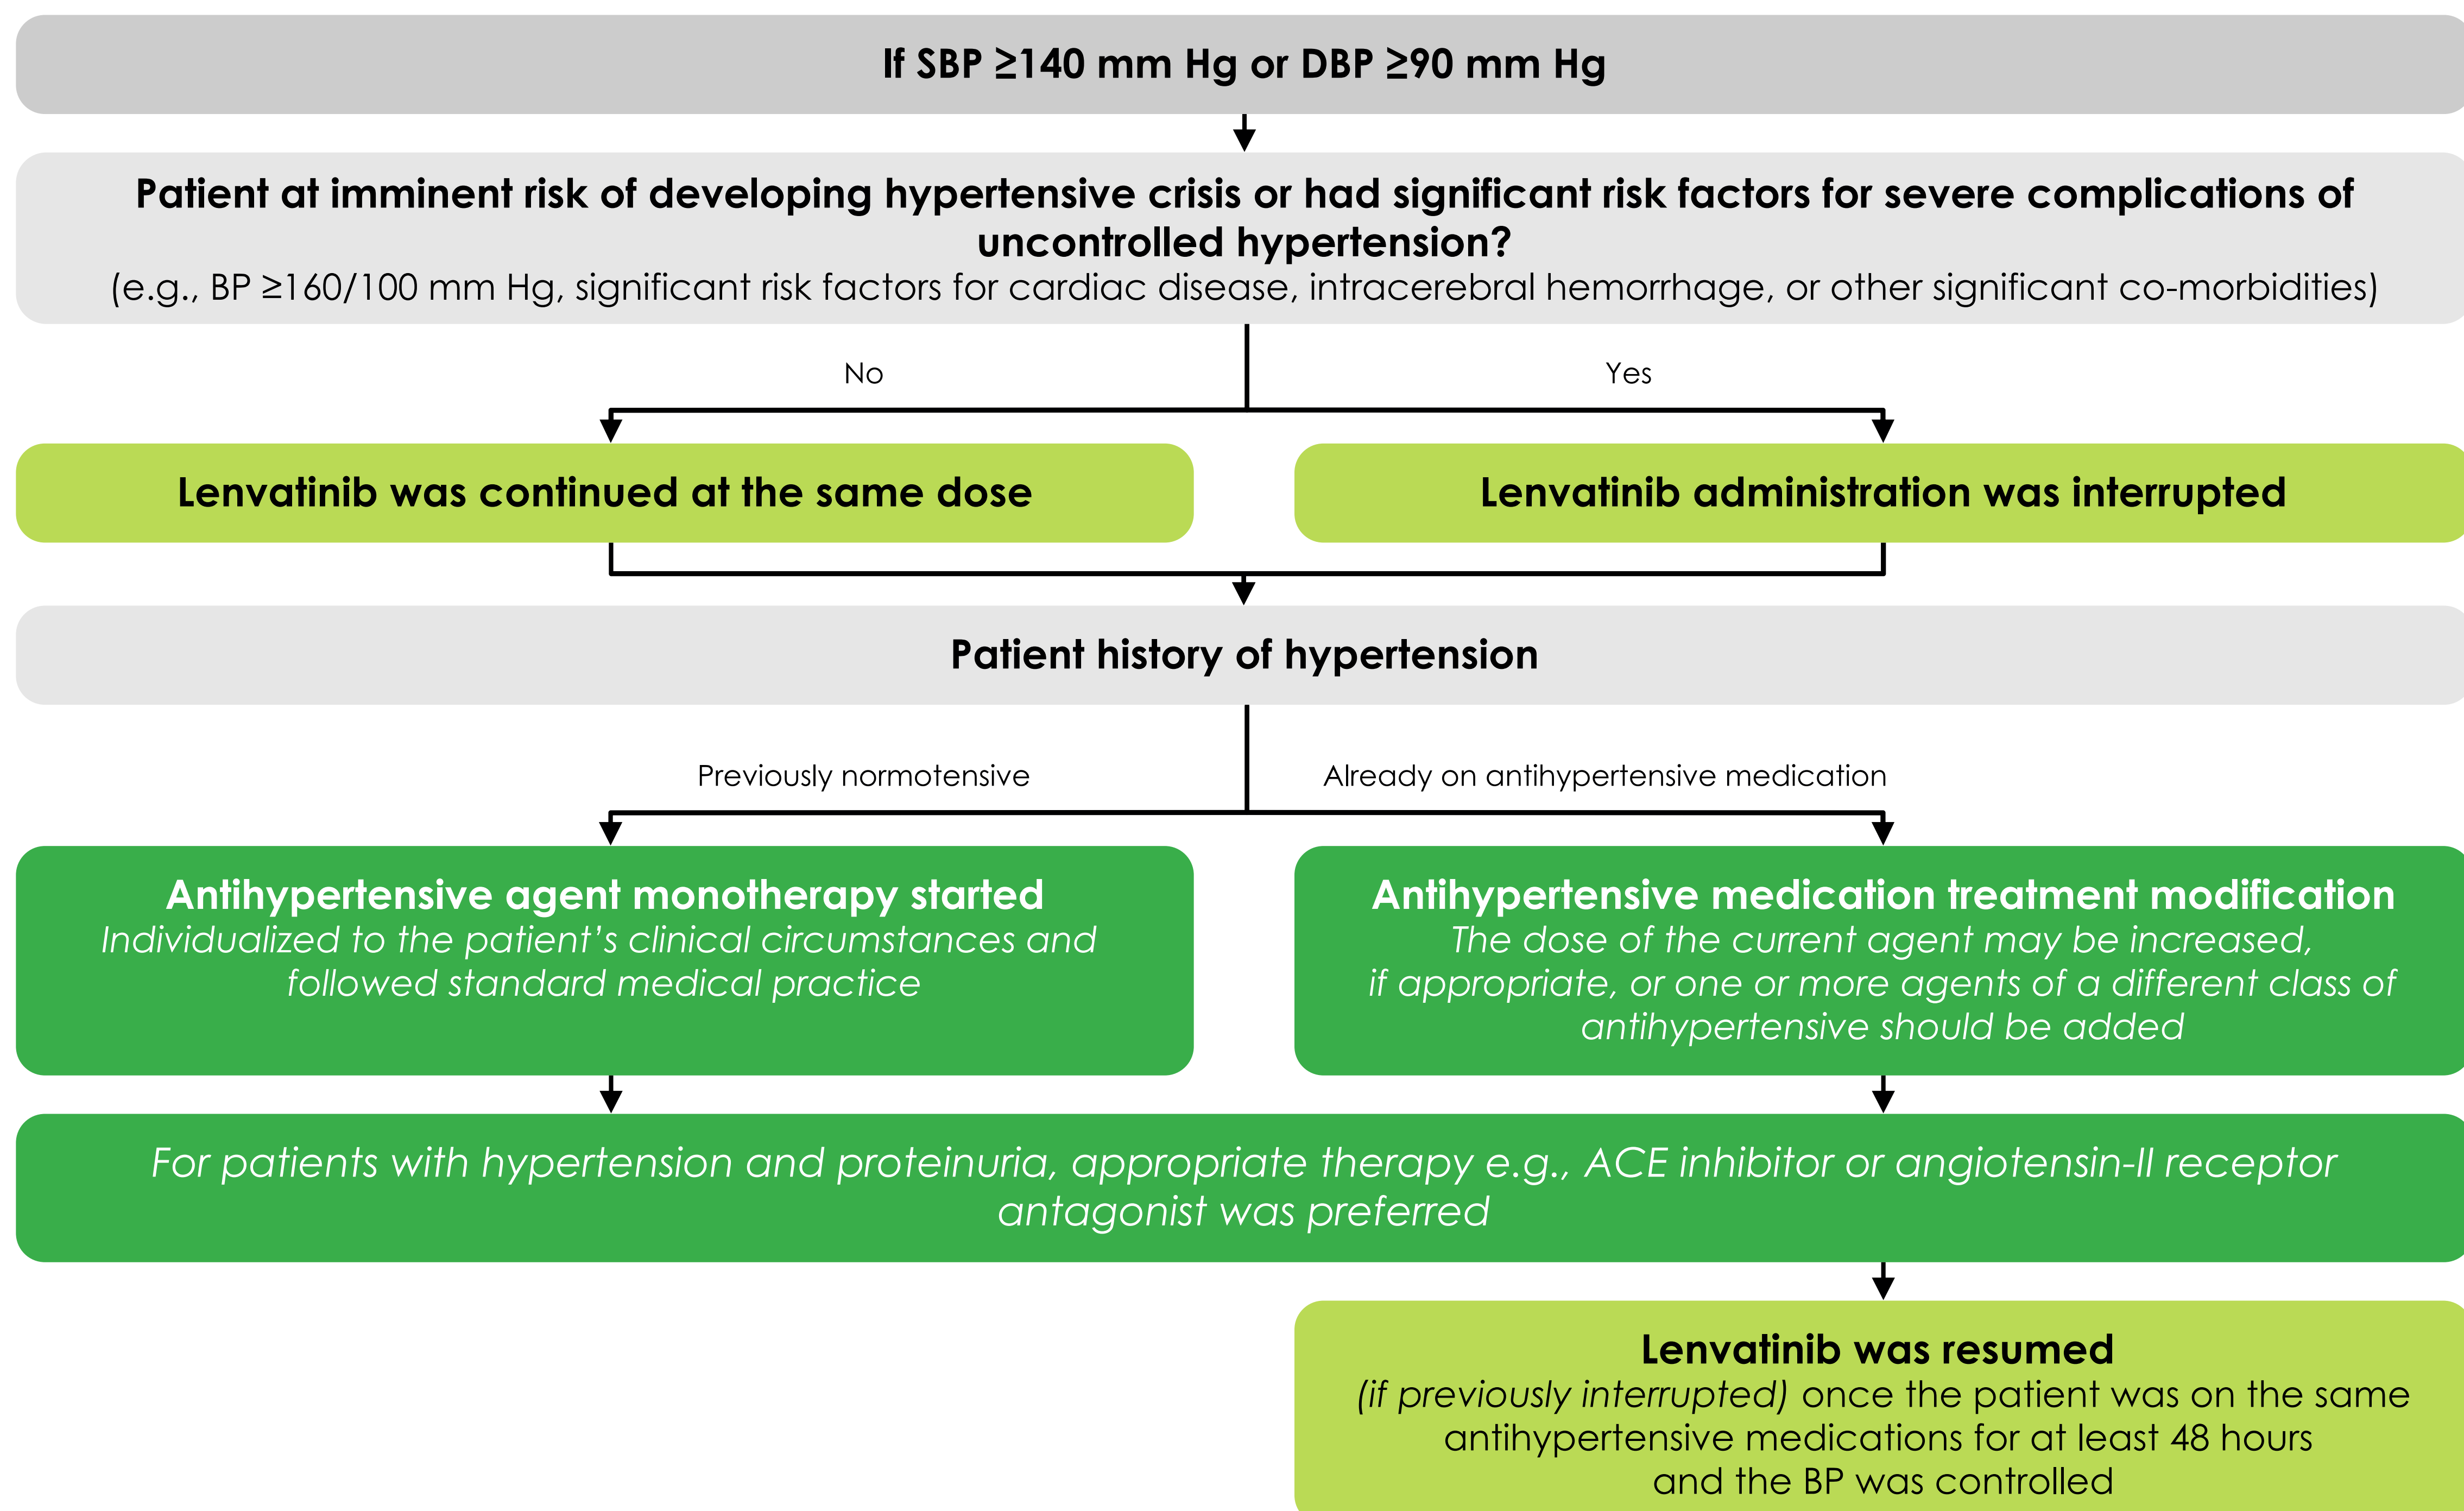 If SBP ≥140 mm Hg or DBP ≥90 mm Hg
Patient at imminent risk of developing hypertensive crisis or had significant risk factors for severe complications of
uncontrolled hypertension?
(e.g., BP ≥160/100 mm Hg, significant risk factors for cardiac disease, intracerebral hemorrhage, or other significant co-morbidities)
No
Yes
Lenvatinib was continued at the same dose
Lenvatinib administration was interrupted
Patient history of hypertension
Previously normotensive
Already on antihypertensive medication
Antihypertensive agent monotherapy started
Individualized to the patient’s clinical circumstances and
followed standard medical practice
Antihypertensive medication treatment modification
The dose of the current agent may be increased,
if appropriate, or one or more agents of a different class of
antihypertensive should be added
For patients with hypertension and proteinuria, appropriate therapy e.g., ACE inhibitor or angiotensin-II receptor
antagonist was preferred
Lenvatinib was resumed
(if previously interrupted) once the patient was on the same
antihypertensive medications for at least 48 hours
and the BP was controlled